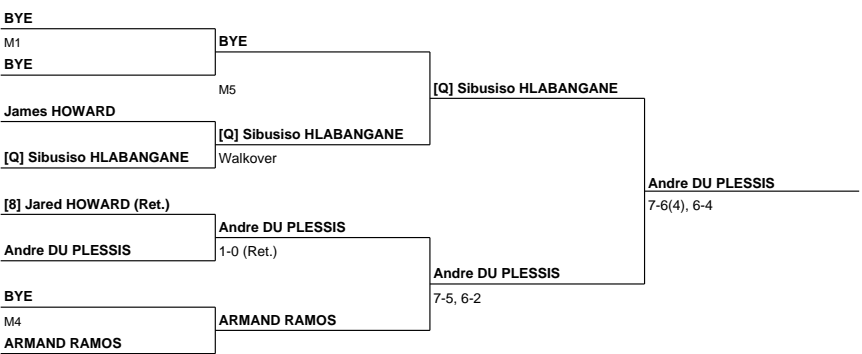 BYE
M1
BYE
BYE
M5
James HOWARD
[Q] Sibusiso HLABANGANE
[Q] Sibusiso HLABANGANE
Walkover
[Q] Sibusiso HLABANGANE
[8] Jared HOWARD (Ret.)
Andre DU PLESSIS
Andre DU PLESSIS
1-0 (Ret.)
BYE
M4
ARMAND RAMOS
ARMAND RAMOS
Andre DU PLESSIS
7-5, 6-2
Andre DU PLESSIS
7-6(4), 6-4